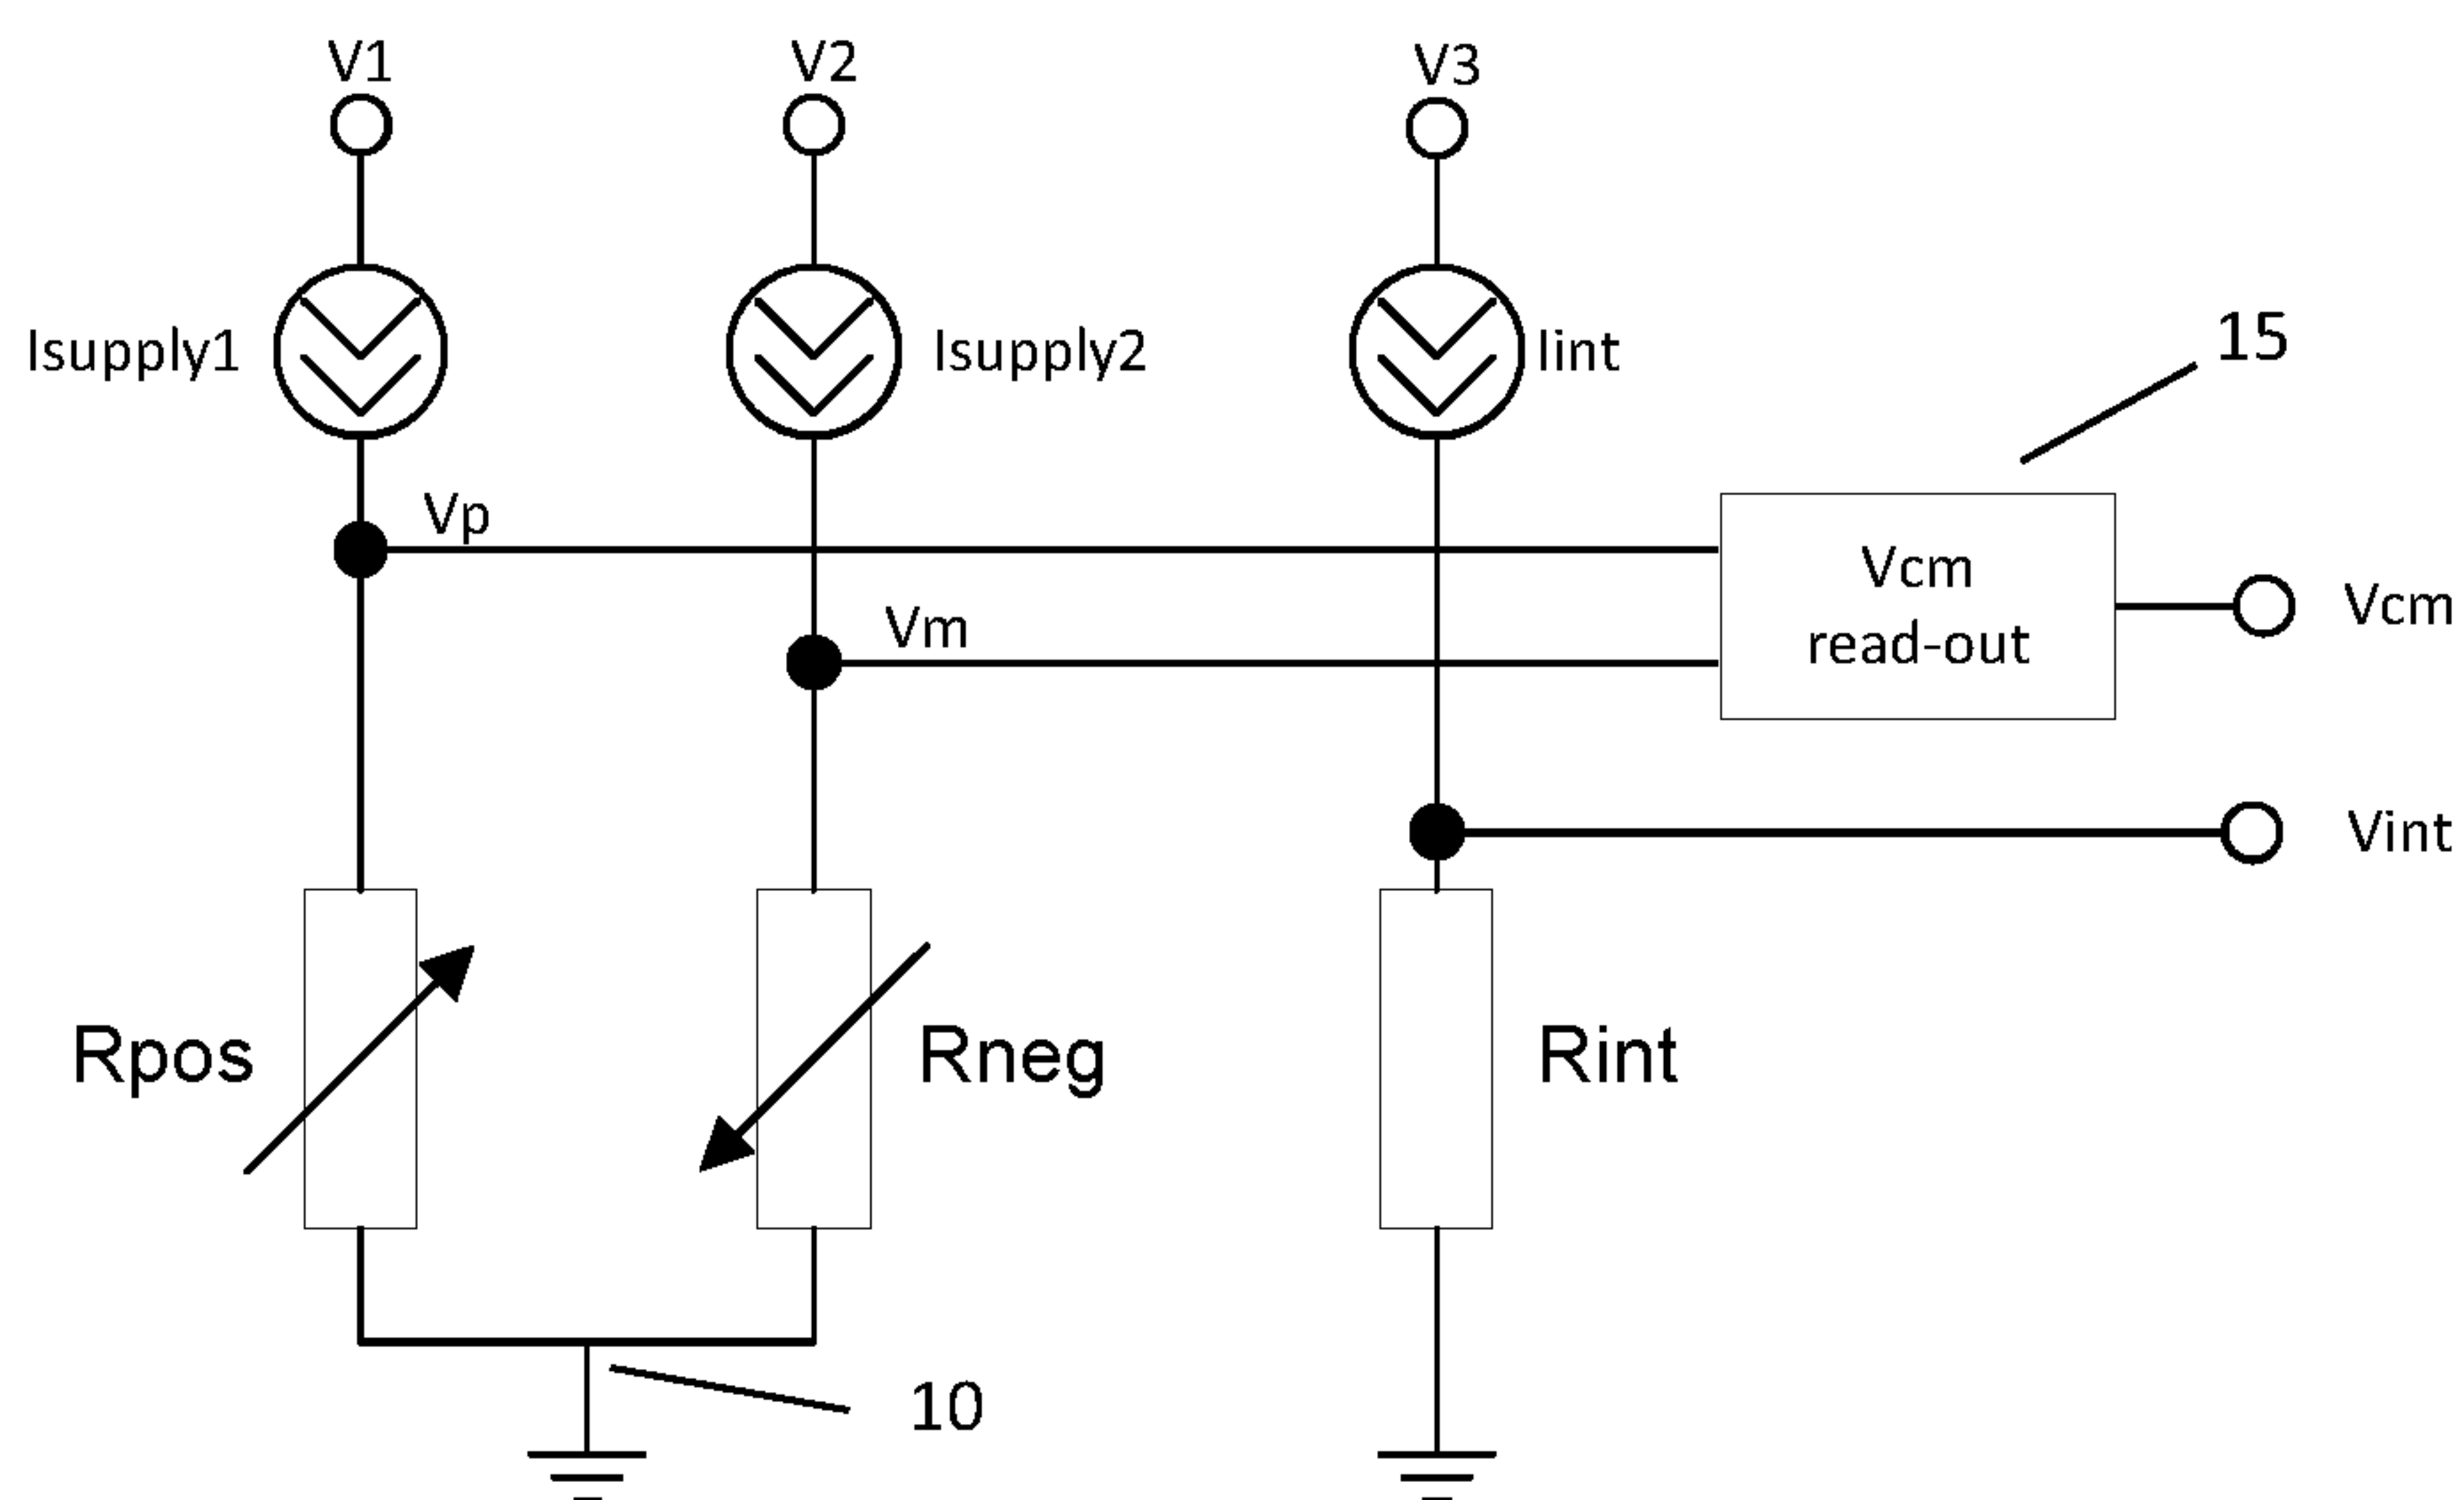 V1
V2
V3
Isupply1
Isupply2
Iint
15
Vp
Vcm
read-out
Vcm
Vm
Vint
Rpos
Rneg
Rint
10